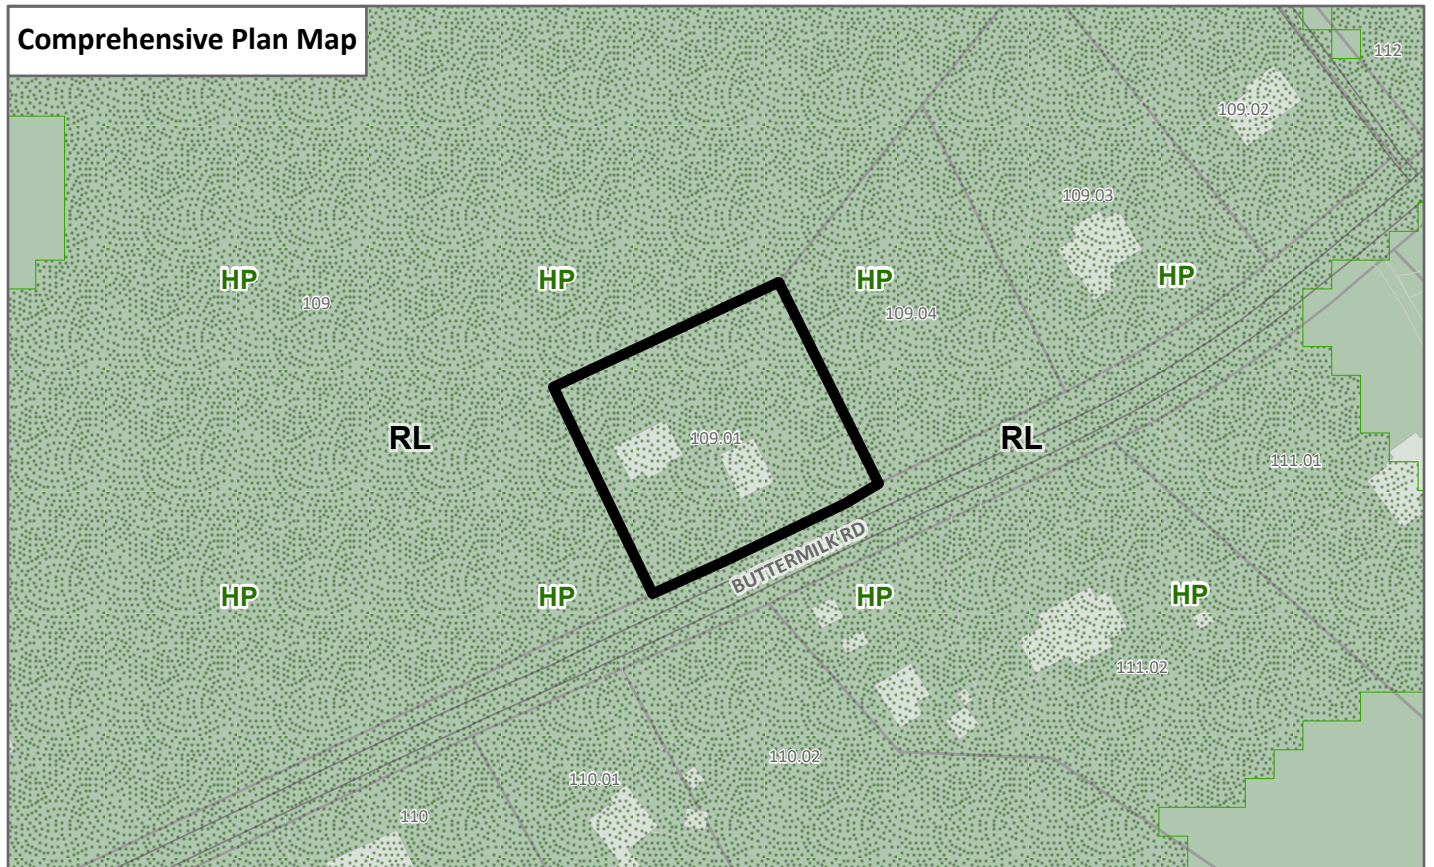 Comprehensive Plan Map
112
109.02
109.03
HP
HP
HP
HP
109
109.04
RL
109.01
RL
111.01
BUTTERMILK RD
HP
HP
HP
HP
111.02
110.02
110.01
110